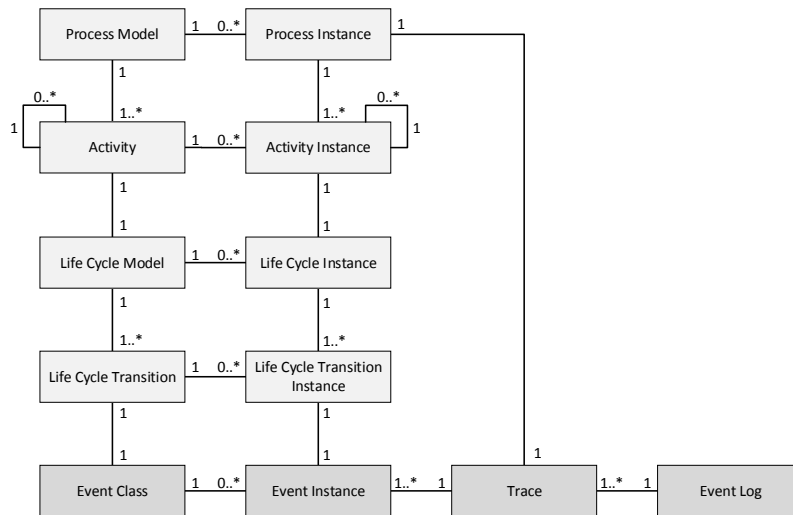 Process Model 1 0..* Process Instance 1
1 1
0..* 1..* 1..* 0..*
1 Activity 1 0..* Activity Instance 1
1 1
1 1
Life Cycle Model 1 0..* Life Cycle Instance
1 1
1..* 1..*
Life Cycle Transition 1 0..* Life Cycle Transition
Instance
1 1
1 1 1
Event Class 1 0..* Event Instance 1..* 1 Trace 1..* 1 Event Log